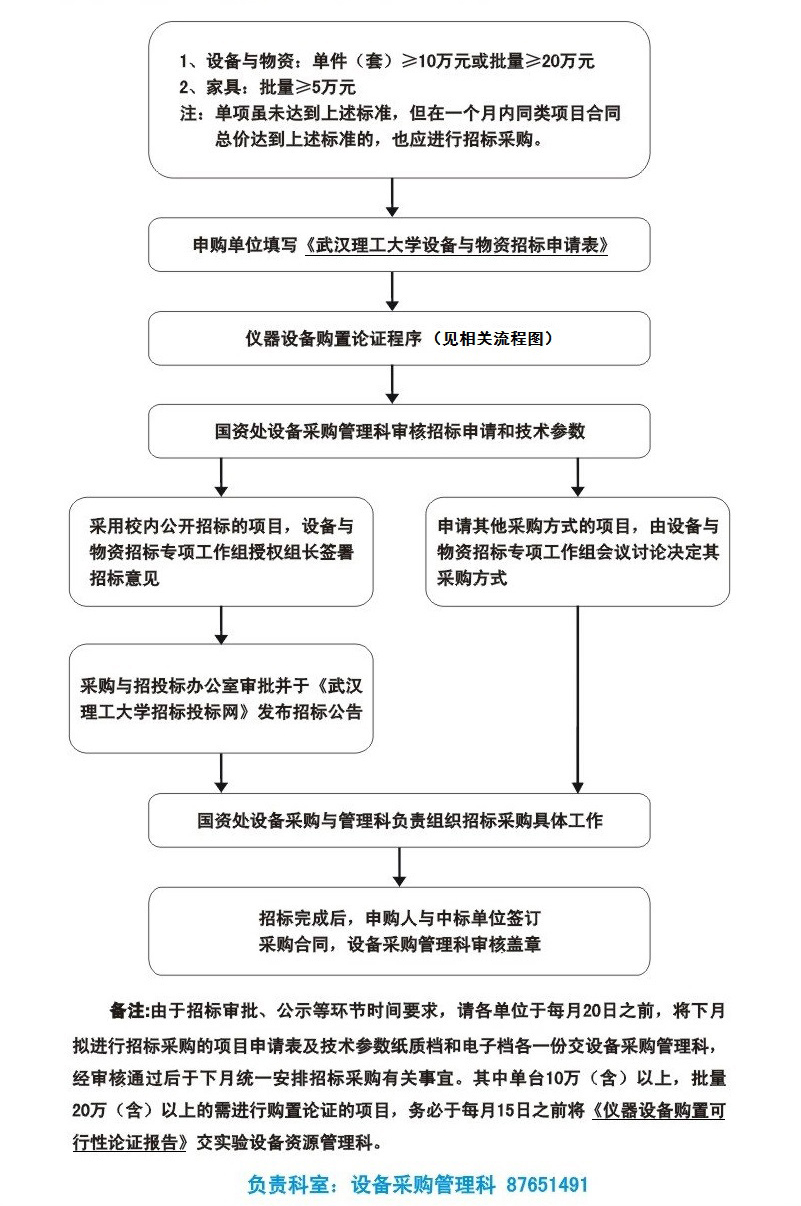 1、设备与物资：单件（套）≥10万元或批量≥20万元
2、家具：批量≥5万元
注：单项虽未达到上述标准，但在一个月内同类项目合同
总价达到上述标准的，也应进行招标采购。
申购单位填写《武汉理工大学设备与物资招标申请表》
仪器设备购置论证程序（见相关流程图）
国资处设备采购管理科审核招标申请和技术参数
采用校内公开招标的项目，设备与
物资招标专项工作组授权组长签署
招标意见
申请其他采购方式的项目，由设备与
物资招标专项工作组会议讨论决定其
采购方式
采购与招投标办公室审批并于《武汉
理工大学招标投标网》发布招标公告
国资处设备采购与管理科负责组织招标采购具体工作
招标完成后，申购人与中标单位签订
采购合同，设备采购管理科审核盖章
备注:由于招标审批、公示等环节时间要求，请各单位于每月20日之前，将下月
拟进行招标采购的项目申请表及技术参数纸质档和电子档各一份交设备采购管理科，
经审核通过后于下月统一安排招标采购有关事宜。其中单台10万（含）以上，批量
20万（含）以上的需进行购置论证的项目，务必于每月15日之前将《仪器设备购置可
行性论证报告》交实验设备资源管理科。
负责科室：设备采购管理科 87651491